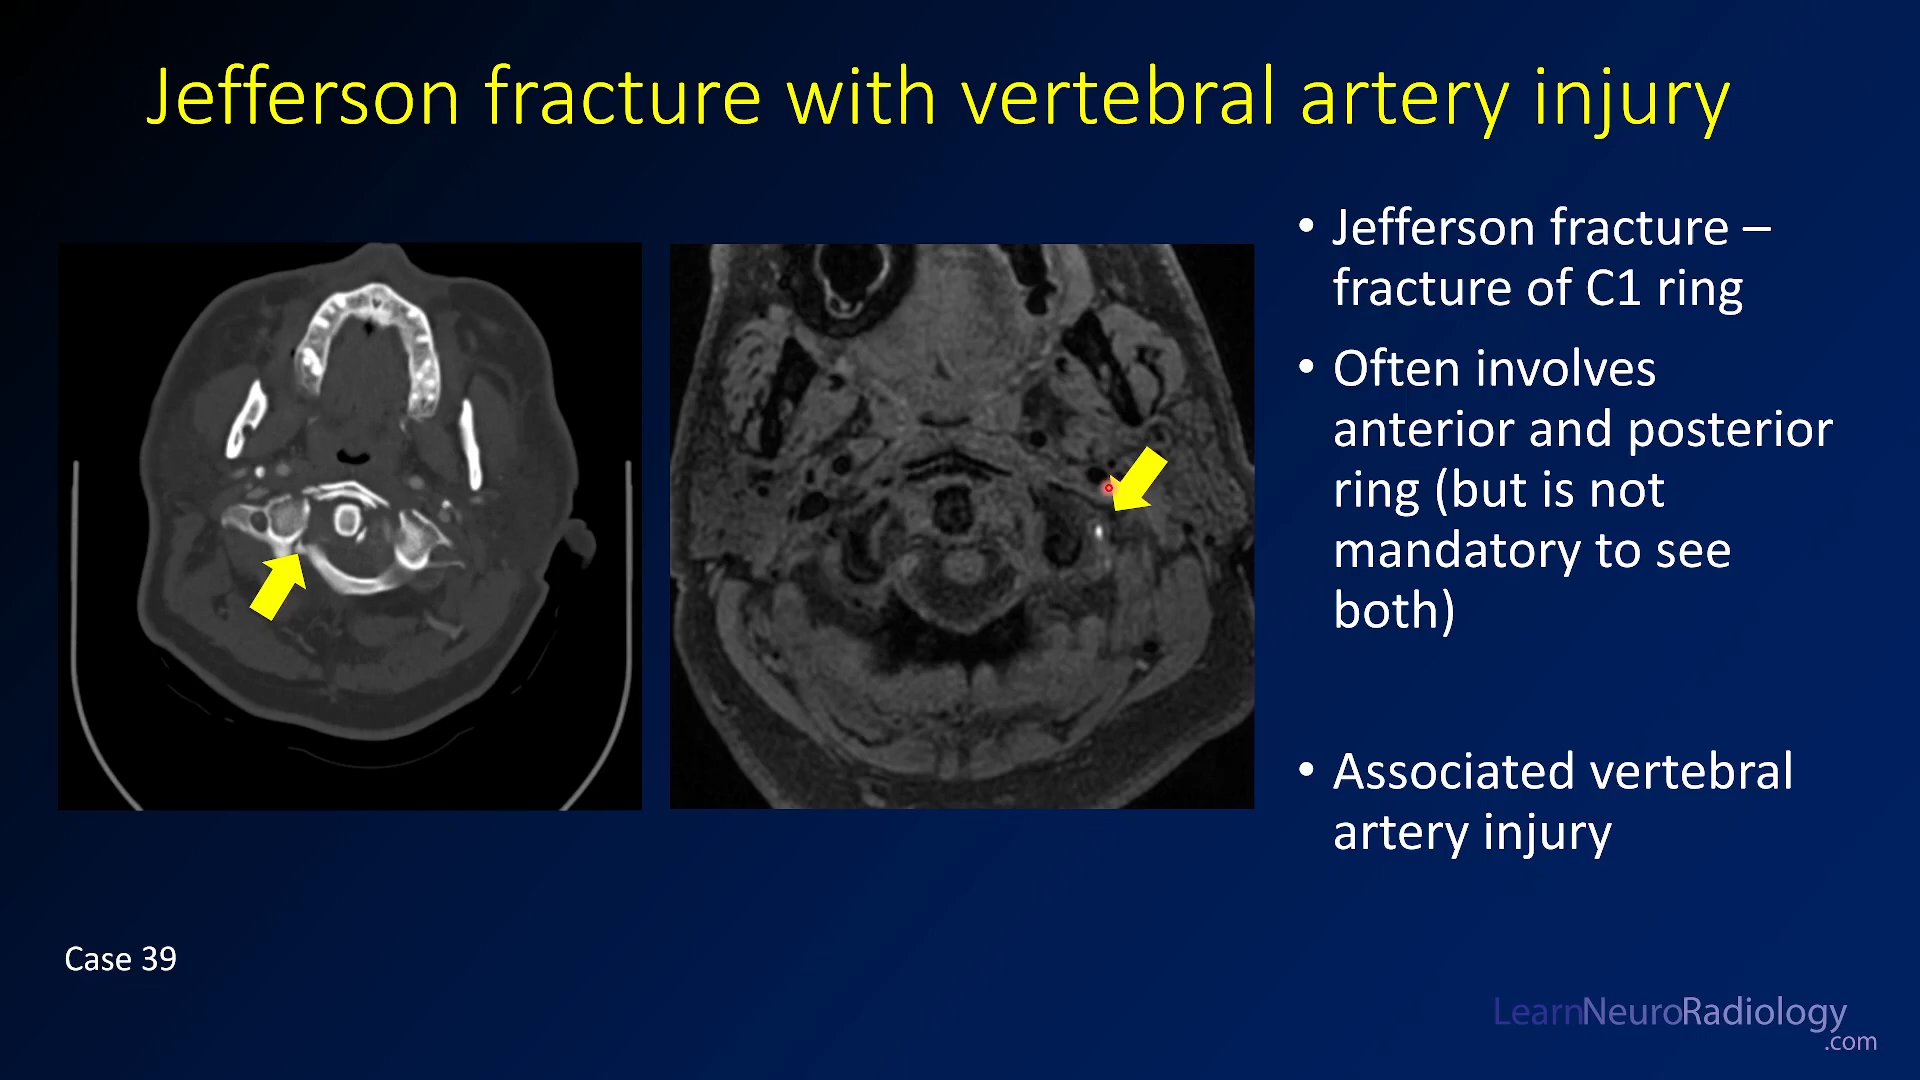 Jefferson fracture with vertebral artery injury
• Jefferson fracture –
fracture of C1 ring
• Often involves
anterior and posterior
ring (but is not
mandatory to see
both)
• Associated vertebral
artery injury
Case 39
LearnNeuroRadiology
.com